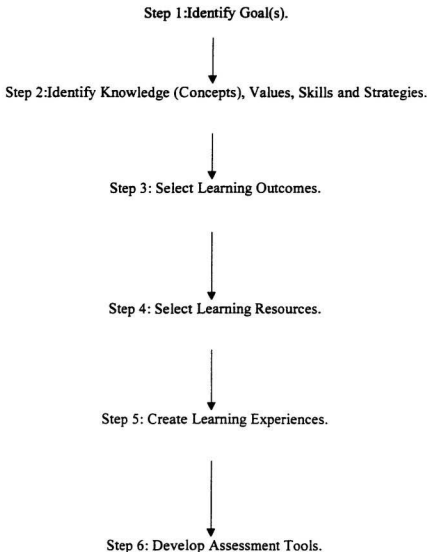 Step 1:Identify Goal(s).
Step 2:Identify Knowledge (Concepts), Values, Skills and Strategies.
Step 3: Select Learning Outcomes.
Step 4: Select Learning Resources.
Step 5: Create Learning Experiences.
Step 6: Develop Assessment Tools.